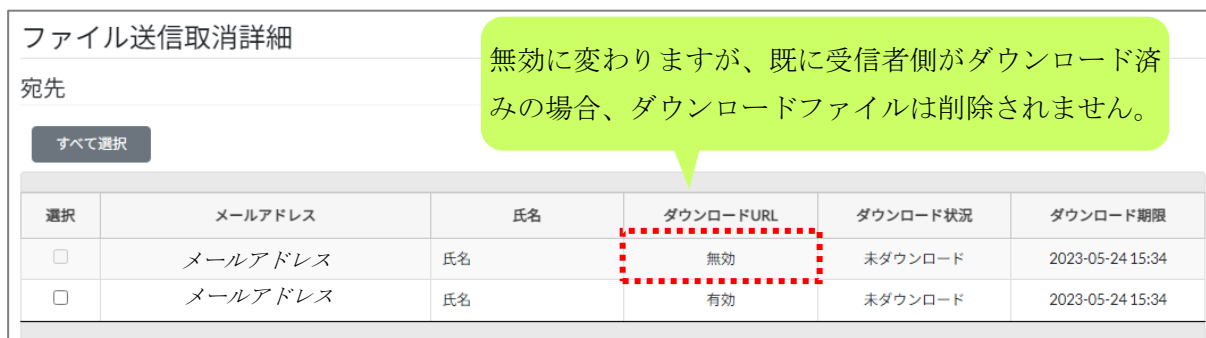 ファイル送信取消詳細
無効に変わりますが、既に受信者側がダウンロード済
みの場合、ダウンロードファイルは削除されません。
宛先
すべて選択
選択 メールアドレス 氏名 ダウンロードURL ダウンロード状況 ダウンロード期限
メールアドレス 氏名 無効 未ダウンロード 2023-05-24 15:34
メールアドレス 氏名 有効 未ダウンロード 2023-05-24 15:34